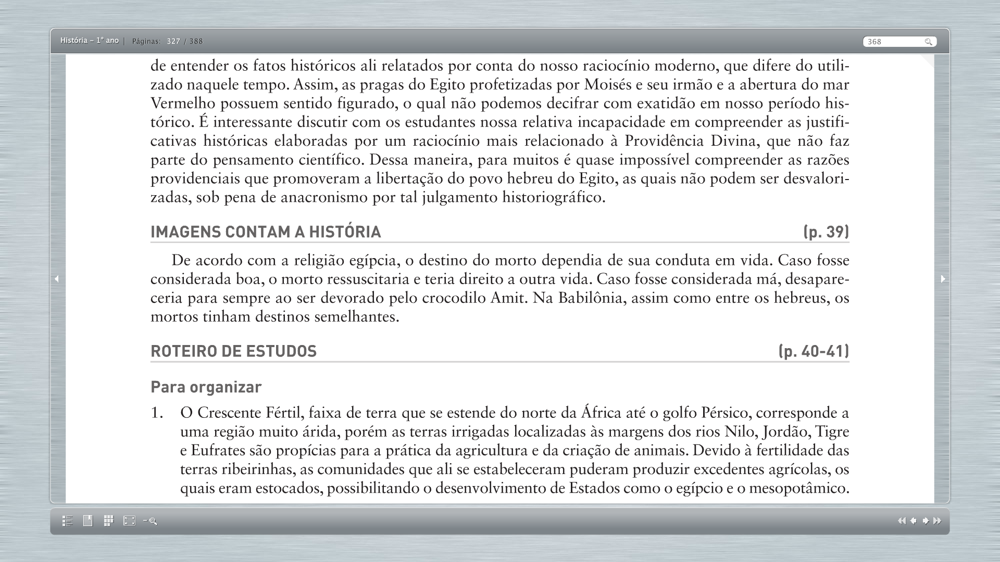 História – 1° ano | Páginas: 327 / 388
368
de entender os fatos históricos ali relatados por conta do nosso raciocínio moderno, que difere do utili-
zado naquele tempo. Assim, as pragas do Egito profetizadas por Moisés e seu irmão e a abertura do mar
Vermelho possuem sentido figurado, o qual não podemos decifrar com exatidão em nosso período his-
tórico. É interessante discutir com os estudantes nossa relativa incapacidade em compreender as justifi-
cativas históricas elaboradas por um raciocínio mais relacionado à Providência Divina, que não faz
parte do pensamento científico. Dessa maneira, para muitos é quase impossível compreender as razões
providenciais que promoveram a libertação do povo hebreu do Egito, as quais não podem ser desvalori-
zadas, sob pena de anacronismo por tal julgamento historiográfico.
IMAGENS CONTAM A HISTÓRIA (p. 39)
De acordo com a religião egípcia, o destino do morto dependia de sua conduta em vida. Caso fosse
considerada boa, o morto ressuscitaria e teria direito a outra vida. Caso fosse considerada má, desapare-
ceria para sempre ao ser devorado pelo crocodilo Amit. Na Babilônia, assim como entre os hebreus, os
mortos tinham destinos semelhantes.
ROTEIRO DE ESTUDOS (p. 40-41)
Para organizar
1. O Crescente Fértil, faixa de terra que se estende do norte da África até o golfo Pérsico, corresponde a
uma região muito árida, porém as terras irrigadas localizadas às margens dos rios Nilo, Jordão, Tigre
e Eufrates são propícias para a prática da agricultura e da criação de animais. Devido à fertilidade das
terras ribeirinhas, as comunidades que ali se estabeleceram puderam produzir excedentes agrícolas, os
quais eram estocados, possibilitando o desenvolvimento de Estados como o egípcio e o mesopotâmico.